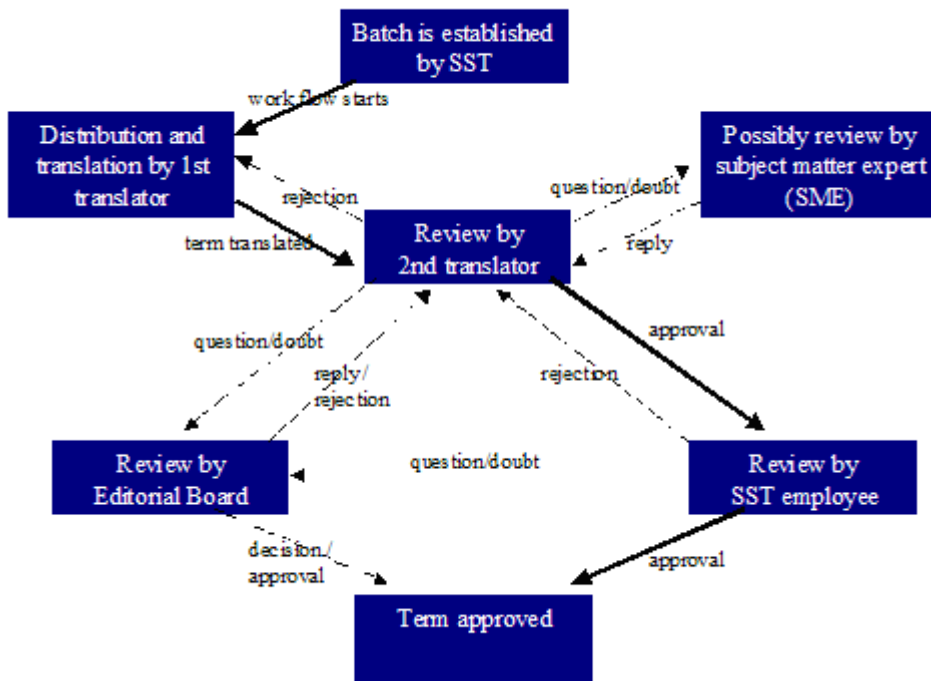 Batch is established
by SST
work flow starts
Distribution and
translation by 1st
translator
Possibly review by
subject matter expert
(SME)
rejection
question/doubt
term translated
Review by
2nd translator
reply
question/doubt
approval
reply/
rejection
rejection
Review by
Editorial Board
question/doubt
Review by
SST employee
decision./
approval
approval
Term approved